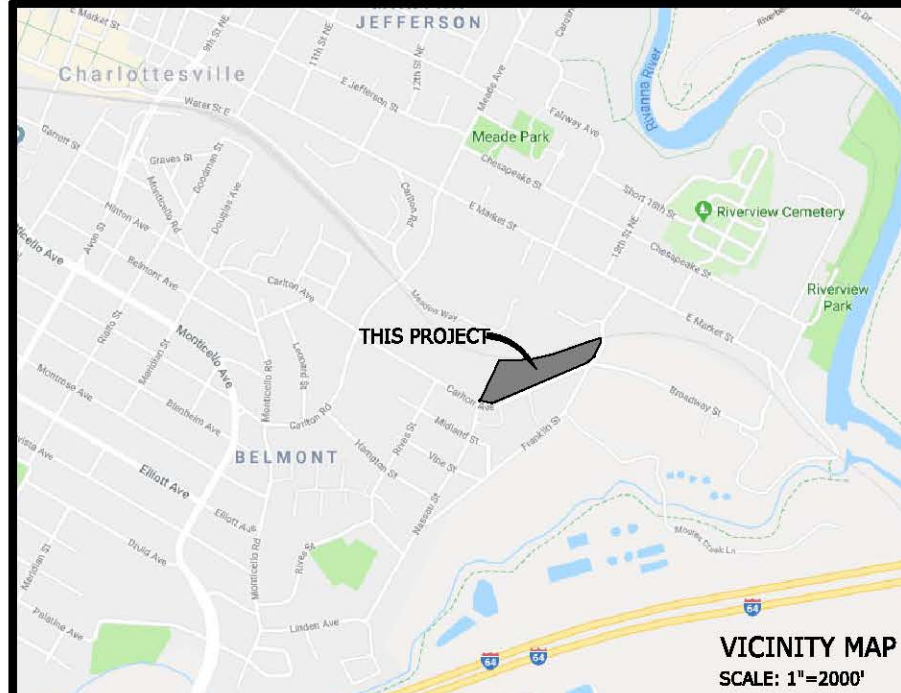 E Market St
JEFFERSON
9th St NE
11th St NE
12th St NE
Charlottesville
E Jefferson St
Meade Ave
Rivanna River
Water St E
Fairway Ave
Meade Park
Garrett St
Graves St
Goodman St
Chesapeake St
Short 18th St
Monticello Rd
Douglas Ave
Carlton Rd
E Market St
Riverview Cemetery
Hinton Ave
Avon St
Chesapeake St
Monticello Ave
Belmont Ave
Carlton Ave
Riverview
Park
Meadow Way
E Market St
Rialto St
Monticello Ave
THIS PROJECT
Meridian St
Leonard St
Montrose Ave
Monticello Rd
Carlton Ave
Broadway St
Blenheim Ave
Carlton Rd
Rives St
Midland St
Franklin St
BELMONT
Hampton St
Elliott Ave
Nassau St
Elliott Ave
Moores Creek Ln
Druid Ave
Monticello Rd
Rives St
Meridian St
64
Palatine Ave
Linden Ave
64
64
VICINITY MAP
SCALE: 1"=2000'